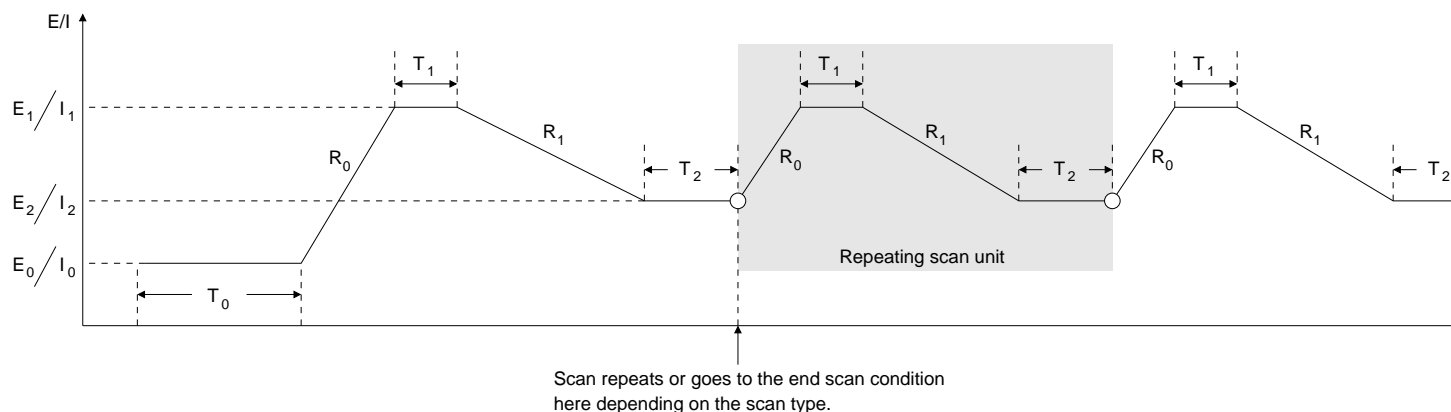 E/I
T1
T1
T1
E1/I1
R0
R1
R0
R1
R0
R1
T2
T2
T2
E2/I2
E0/I0
Repeating scan unit
T0
Scan repeats or goes to the end scan condition
here depending on the scan type.